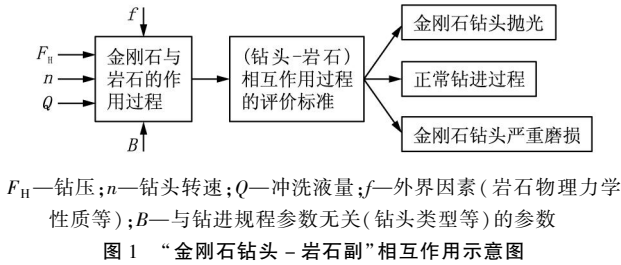 f
F_H
n
Q
B
金刚石与
岩石的作
用过程
(钻头-岩石)
相互作用过程
的评价标准
金刚石钻头抛光
正常钻进过程
金刚石钻头严重磨损
F_H—钻压;n—钻头转速;Q—冲洗液量;f—外界因素(岩石物理力学
性质等);B—与钻进规程参数无关(钻头类型等)的参数
图1 “金刚石钻头-岩石副”相互作用示意图